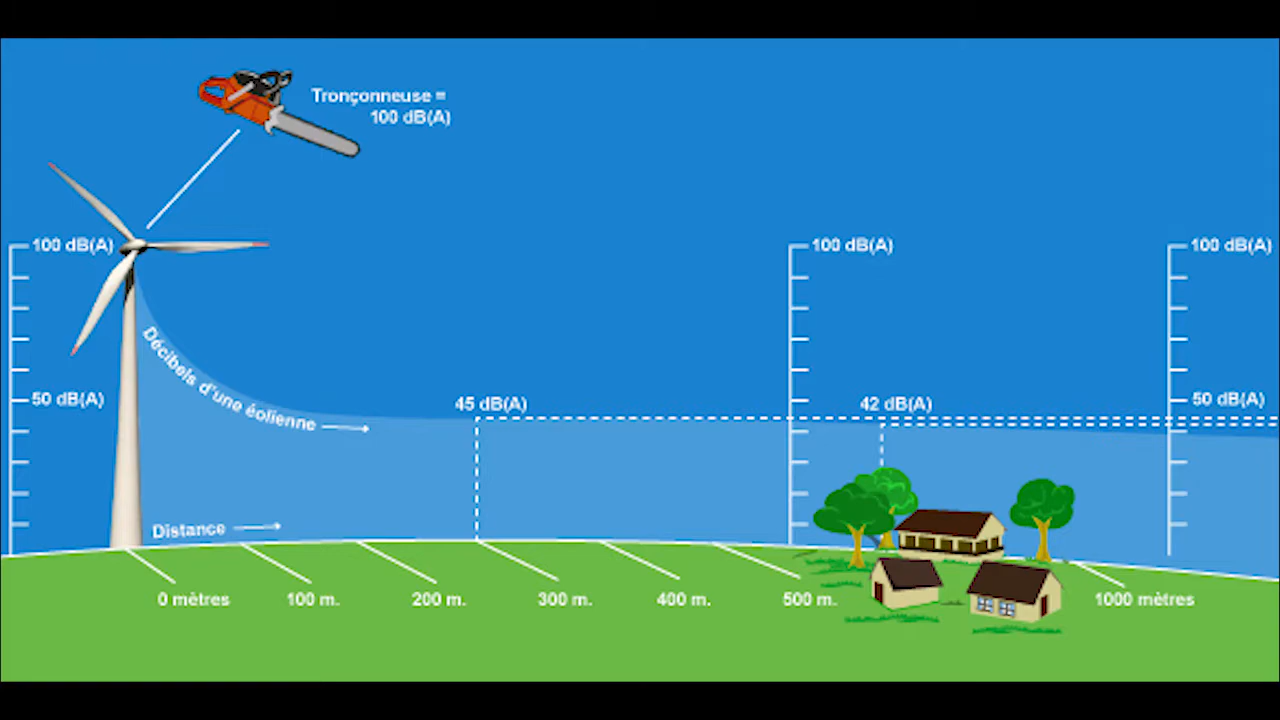 Tronçonneuse =
100 dB(A)
100 dB(A)
100 dB(A)
100 dB(A)
Décibels d'une éolienne
50 dB(A)
45 dB(A)
42 dB(A)
50 dB(A)
Distance
0 mètres
100 m.
200 m.
300 m.
400 m.
500 m.
1000 mètres